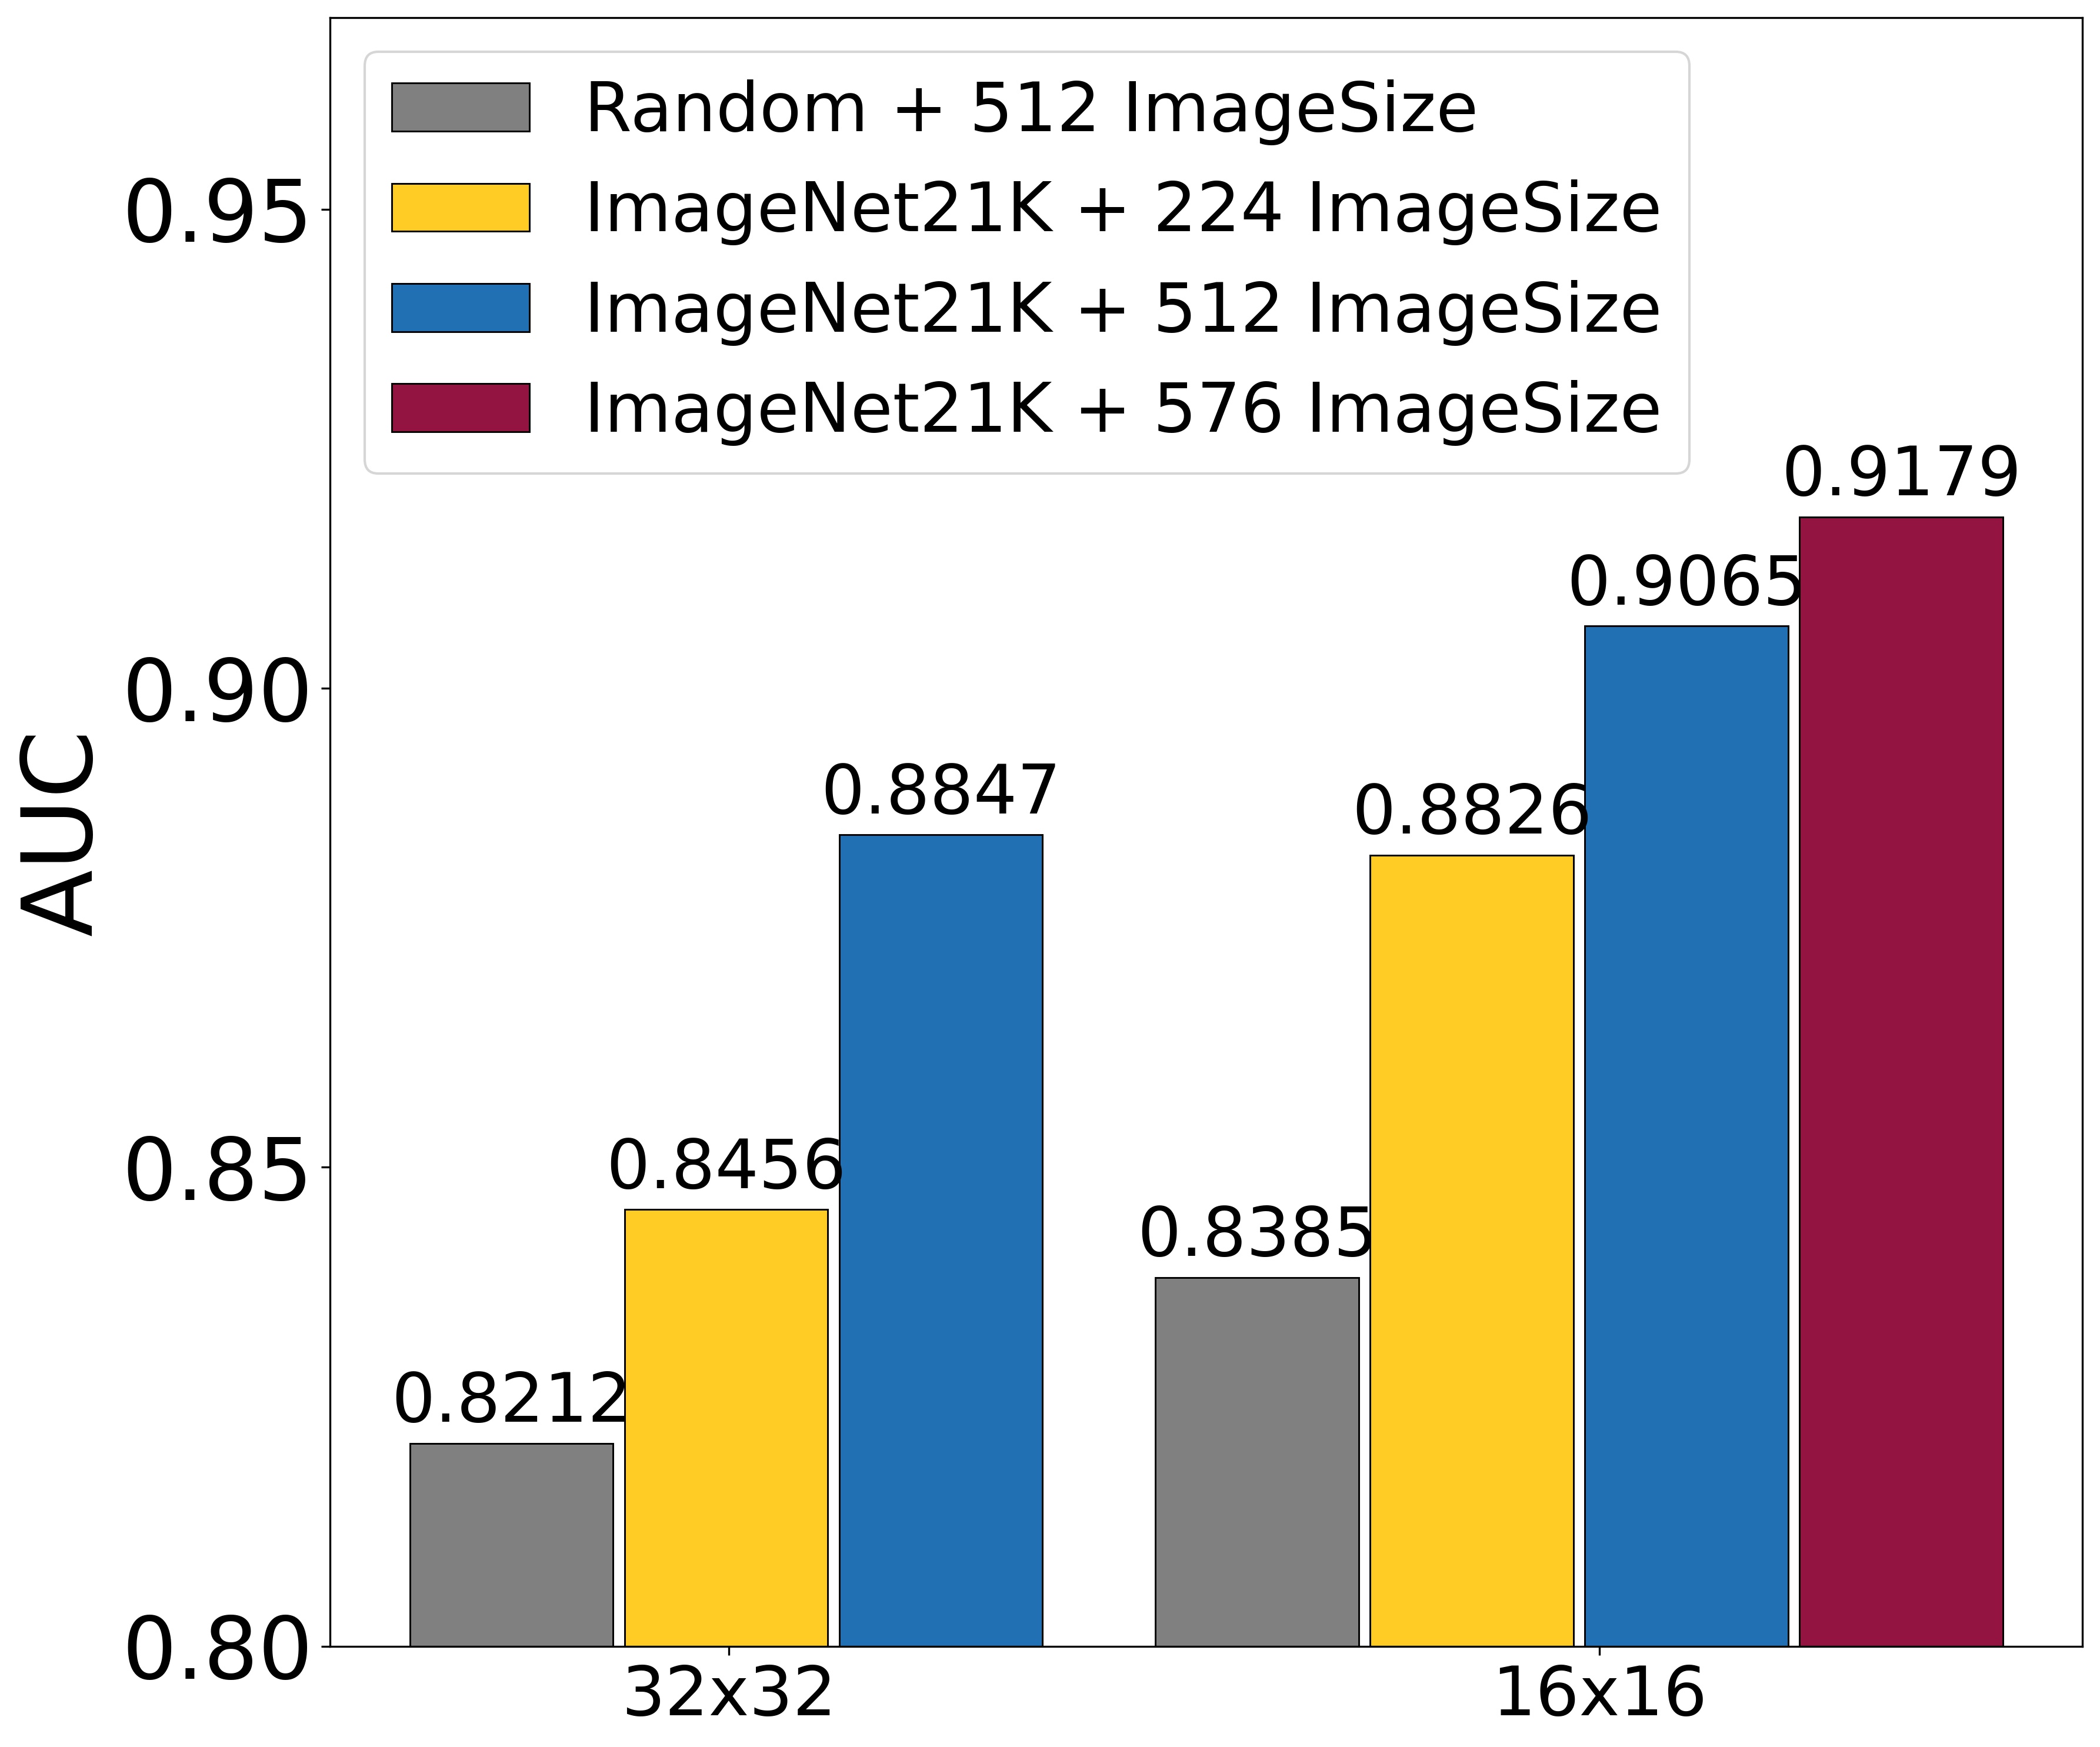 Random + 512 ImageSize
ImageNet21K + 224 ImageSize
ImageNet21K + 512 ImageSize
ImageNet21K + 576 ImageSize
AUC
0.95
0.90
0.85
0.80
0.8212
0.8456
0.8847
0.8385
0.8826
0.9065
0.9179
32x32
16x16